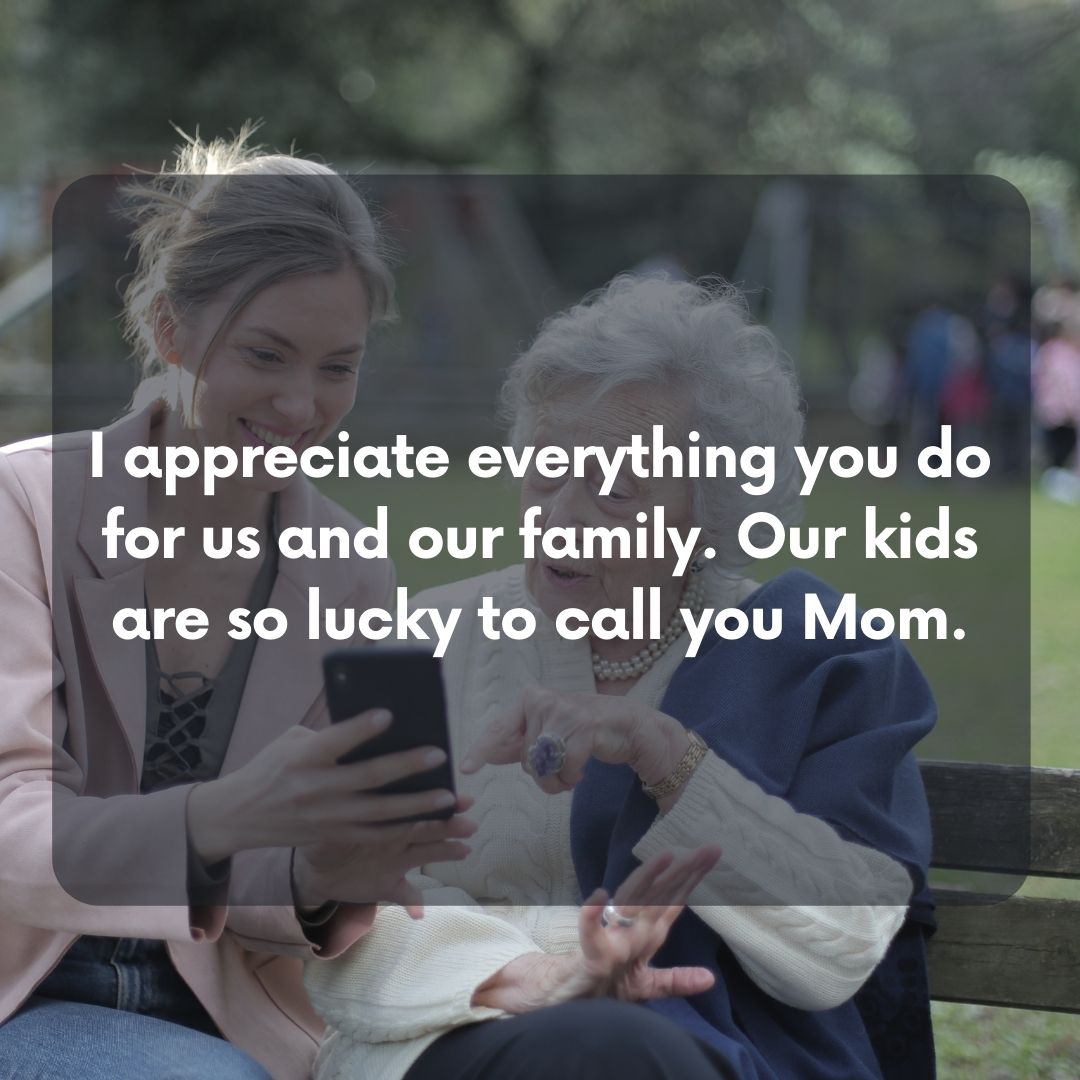 I appreciate everything you do
for us and our family. Our kids
are so lucky to call you Mom.